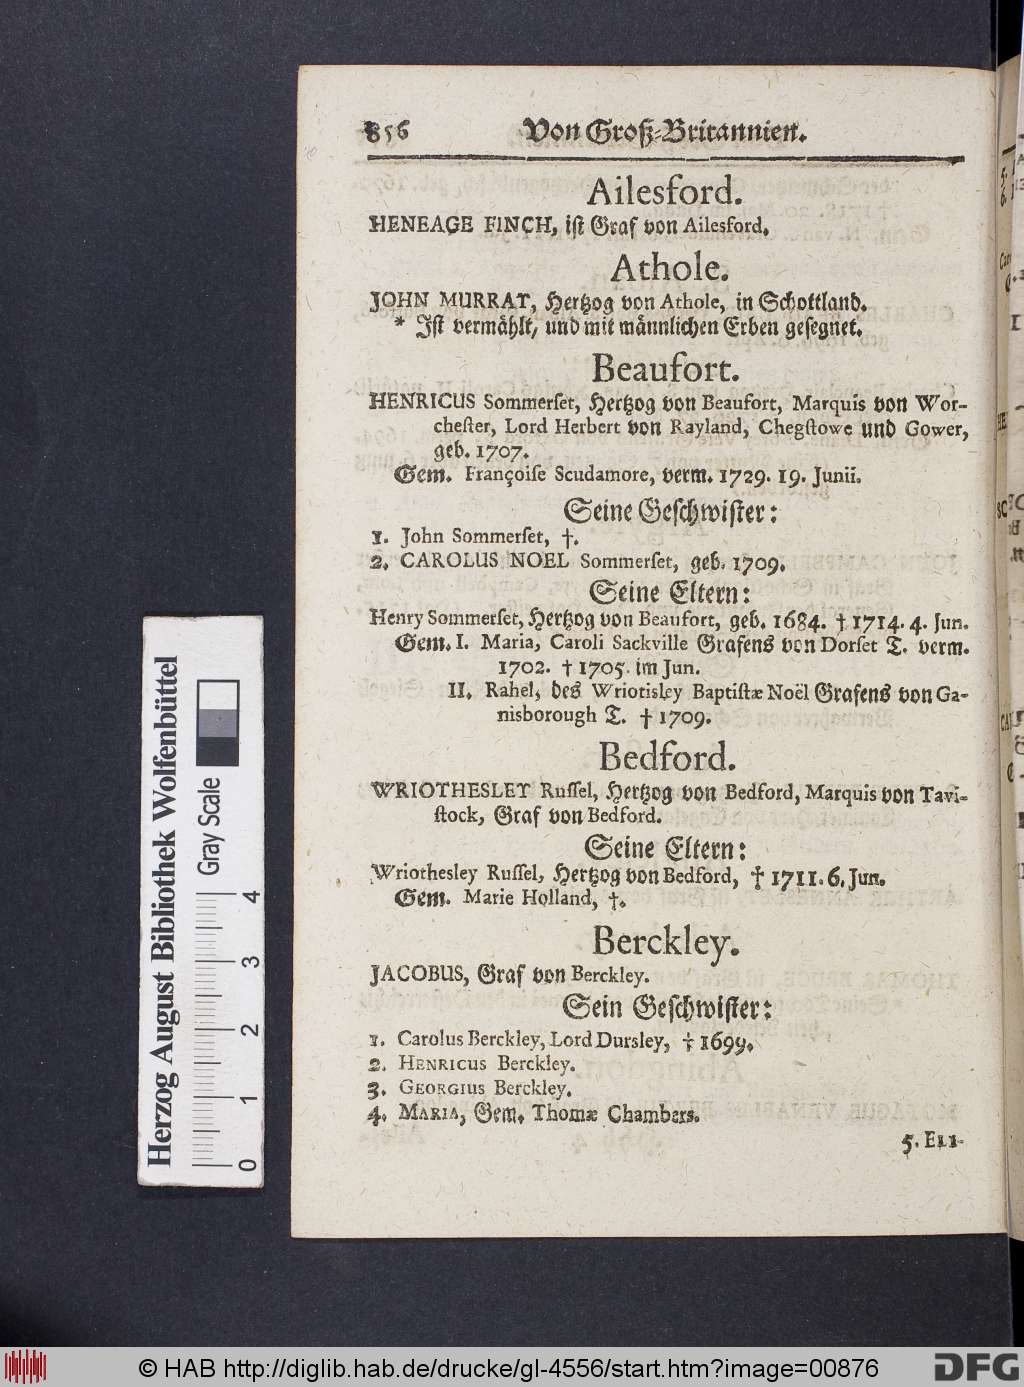 856 Von Groß-Britannien.
Ailesford.
HENEAGE FINCH, ist Graf von Ailesford.
Athole.
JOHN MURRAT, Hertzog von Athole, in Schottland.
* Ist vermählt, und mit männlichen Erben gesegnet.
Beaufort.
HENRICUS Sommerset, Hertzog von Beaufort, Marquis von Wor-
chester, Lord Herbert von Rayland, Chegstowe und Gower,
geb. 1707.
Gem. Françoise Scudamore, verm. 1729. 19. Junii.
Seine Geschwister:
1. John Sommerset, †.
2. CAROLUS NOEL Sommerset, geb. 1709.
Seine Eltern:
Henry Sommerset, Hertzog von Beaufort, geb. 1684. † 1714. 4. Jun.
Gem. I. Maria, Caroli Sackville Grafens von Dorset T. verm.
1702. † 1705. im Jun.
II. Rahel, des Wriotisley Baptistæ Noël Grafens von Ga-
nisborough T. † 1709.
Bedford.
WRIOTHESLET Russel, Hertzog von Bedford, Marquis von Tavi-
stock, Graf von Bedford.
Seine Eltern:
Wriothesley Russel, Hertzog von Bedford, † 1711. 6. Jun.
Gem. Marie Holland, †.
Berckley.
JACOBUS, Graf von Berckley.
Sein Geschwister:
1. Carolus Berckley, Lord Dursley, † 1699.
2. HENRICUS Berckley.
3. GEORGIUS Berckley.
4. MARIA, Gem. Thomæ Chambers.
5. ELI-
Herzog August Bibliothek Wolfenbüttel
Gray Scale
0 1 2 3 4
© HAB http://diglib.hab.de/drucke/gl-4556/start.htm?image=00876
DFG